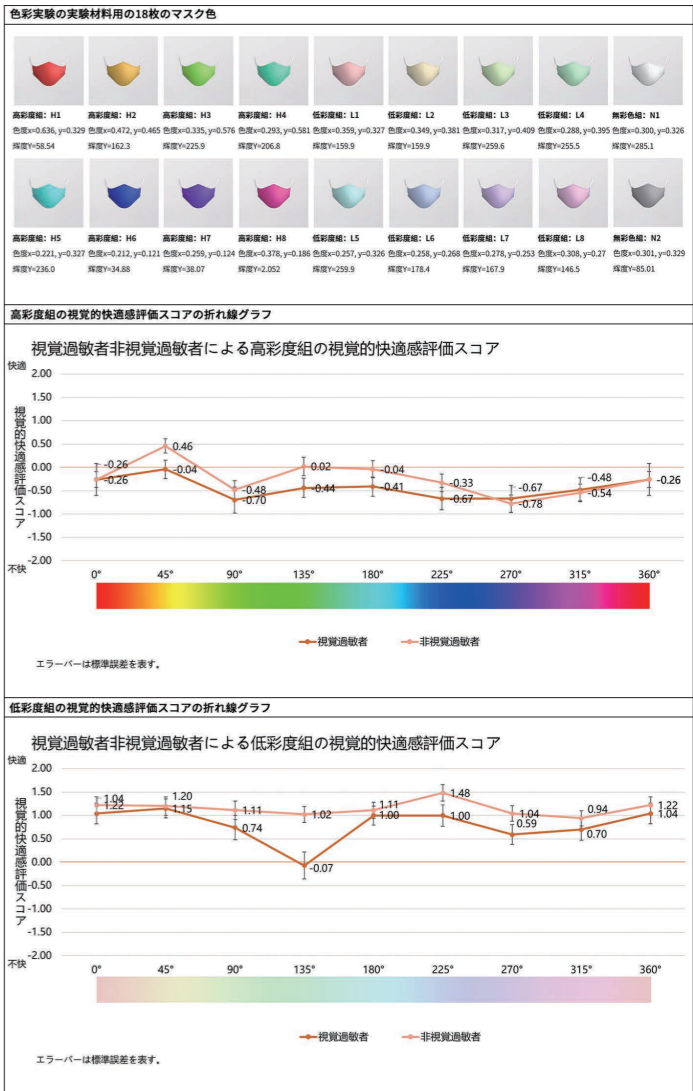 色彩実験の実験材料用の18枚のマスク色
高彩度組：H1 高彩度組：H2 高彩度組：H3 高彩度組：H4 低彩度組：L1 低彩度組：L2 低彩度組：L3 低彩度組：L4 無彩色組：N1
色度x=0.636, y=0.329 色度x=0.472, y=0.465 色度x=0.335, y=0.576 色度x=0.293, y=0.581 色度x=0.359, y=0.327 色度x=0.349, y=0.381 色度x=0.317, y=0.409 色度x=0.288, y=0.395 色度x=0.300, y=0.326
輝度Y=58.54 輝度Y=162.3 輝度Y=225.9 輝度Y=206.8 輝度Y=159.9 輝度Y=159.9 輝度Y=259.6 輝度Y=255.5 輝度Y=285.1
高彩度組：H5 高彩度組：H6 高彩度組：H7 高彩度組：H8 低彩度組：L5 低彩度組：L6 低彩度組：L7 低彩度組：L8 無彩色組：N2
色度x=0.221, y=0.327 色度x=0.212, y=0.121 色度x=0.259, y=0.124 色度x=0.378, y=0.186 色度x=0.257, y=0.326 色度x=0.258, y=0.268 色度x=0.278, y=0.253 色度x=0.308, y=0.27 色度x=0.301, y=0.329
輝度Y=236.0 輝度Y=34.88 輝度Y=38.07 輝度Y=2.052 輝度Y=259.9 輝度Y=178.4 輝度Y=167.9 輝度Y=146.5 輝度Y=85.01
高彩度組の視覚的快適感評価スコアの折れ線グラフ
視覚過敏者非視覚過敏者による高彩度組の視覚的快適感評価スコア
快適
視覚的快適感評価スコア
2.00
1.50
1.00
0.50
0.00
-0.50
-1.00
-1.50
-2.00
不快
-0.26 0.46 -0.48 0.02 -0.04 -0.33 -0.78 -0.54 -0.26
-0.26 -0.04 -0.70 -0.44 -0.41 -0.67 -0.67 -0.48
0° 45° 90° 135° 180° 225° 270° 315° 360°
視覚過敏者 非視覚過敏者
エラーバーは標準誤差を表す。
低彩度組の視覚的快適感評価スコアの折れ線グラフ
視覚過敏者非視覚過敏者による低彩度組の視覚的快適感評価スコア
快適
視覚的快適感評価スコア
2.00
1.50
1.00
0.50
0.00
-0.50
-1.00
-1.50
-2.00
不快
1.04 1.20 1.11 1.02 1.11 1.48 1.04 0.94 1.22
1.22 1.15 0.74 -0.07 1.00 1.00 0.59 0.70 1.04
0° 45° 90° 135° 180° 225° 270° 315° 360°
視覚過敏者 非視覚過敏者
エラーバーは標準誤差を表す。